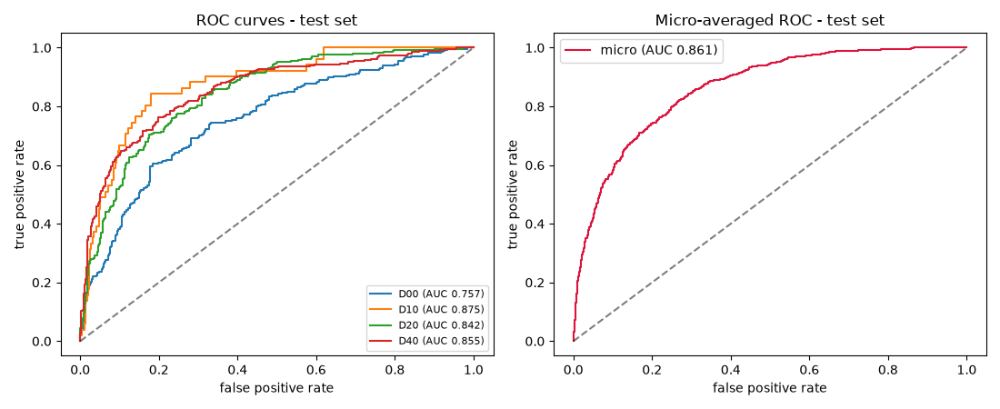 ROC curves - test set
true positive rate
1.0
0.8
0.6
0.4
0.2
0.0
0.0 0.2 0.4 0.6 0.8 1.0
false positive rate
D00 (AUC 0.757)
D10 (AUC 0.875)
D20 (AUC 0.842)
D40 (AUC 0.855)
Micro-averaged ROC - test set
micro (AUC 0.861)
true positive rate
1.0
0.8
0.6
0.4
0.2
0.0
0.0 0.2 0.4 0.6 0.8 1.0
false positive rate